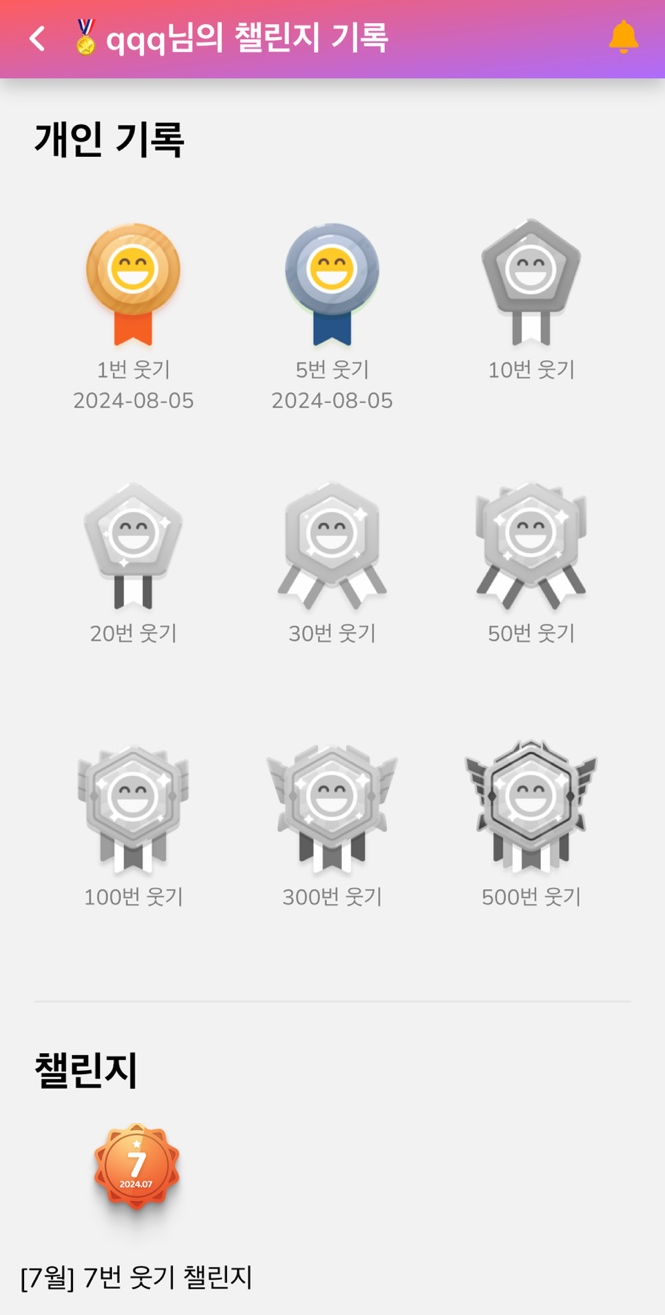 qqq님의 챌린지 기록
개인 기록
1번 웃기
2024-08-05
5번 웃기
2024-08-05
10번 웃기
20번 웃기
30번 웃기
50번 웃기
100번 웃기
300번 웃기
500번 웃기
챌린지
7
2024.07
[7월] 7번 웃기 챌린지